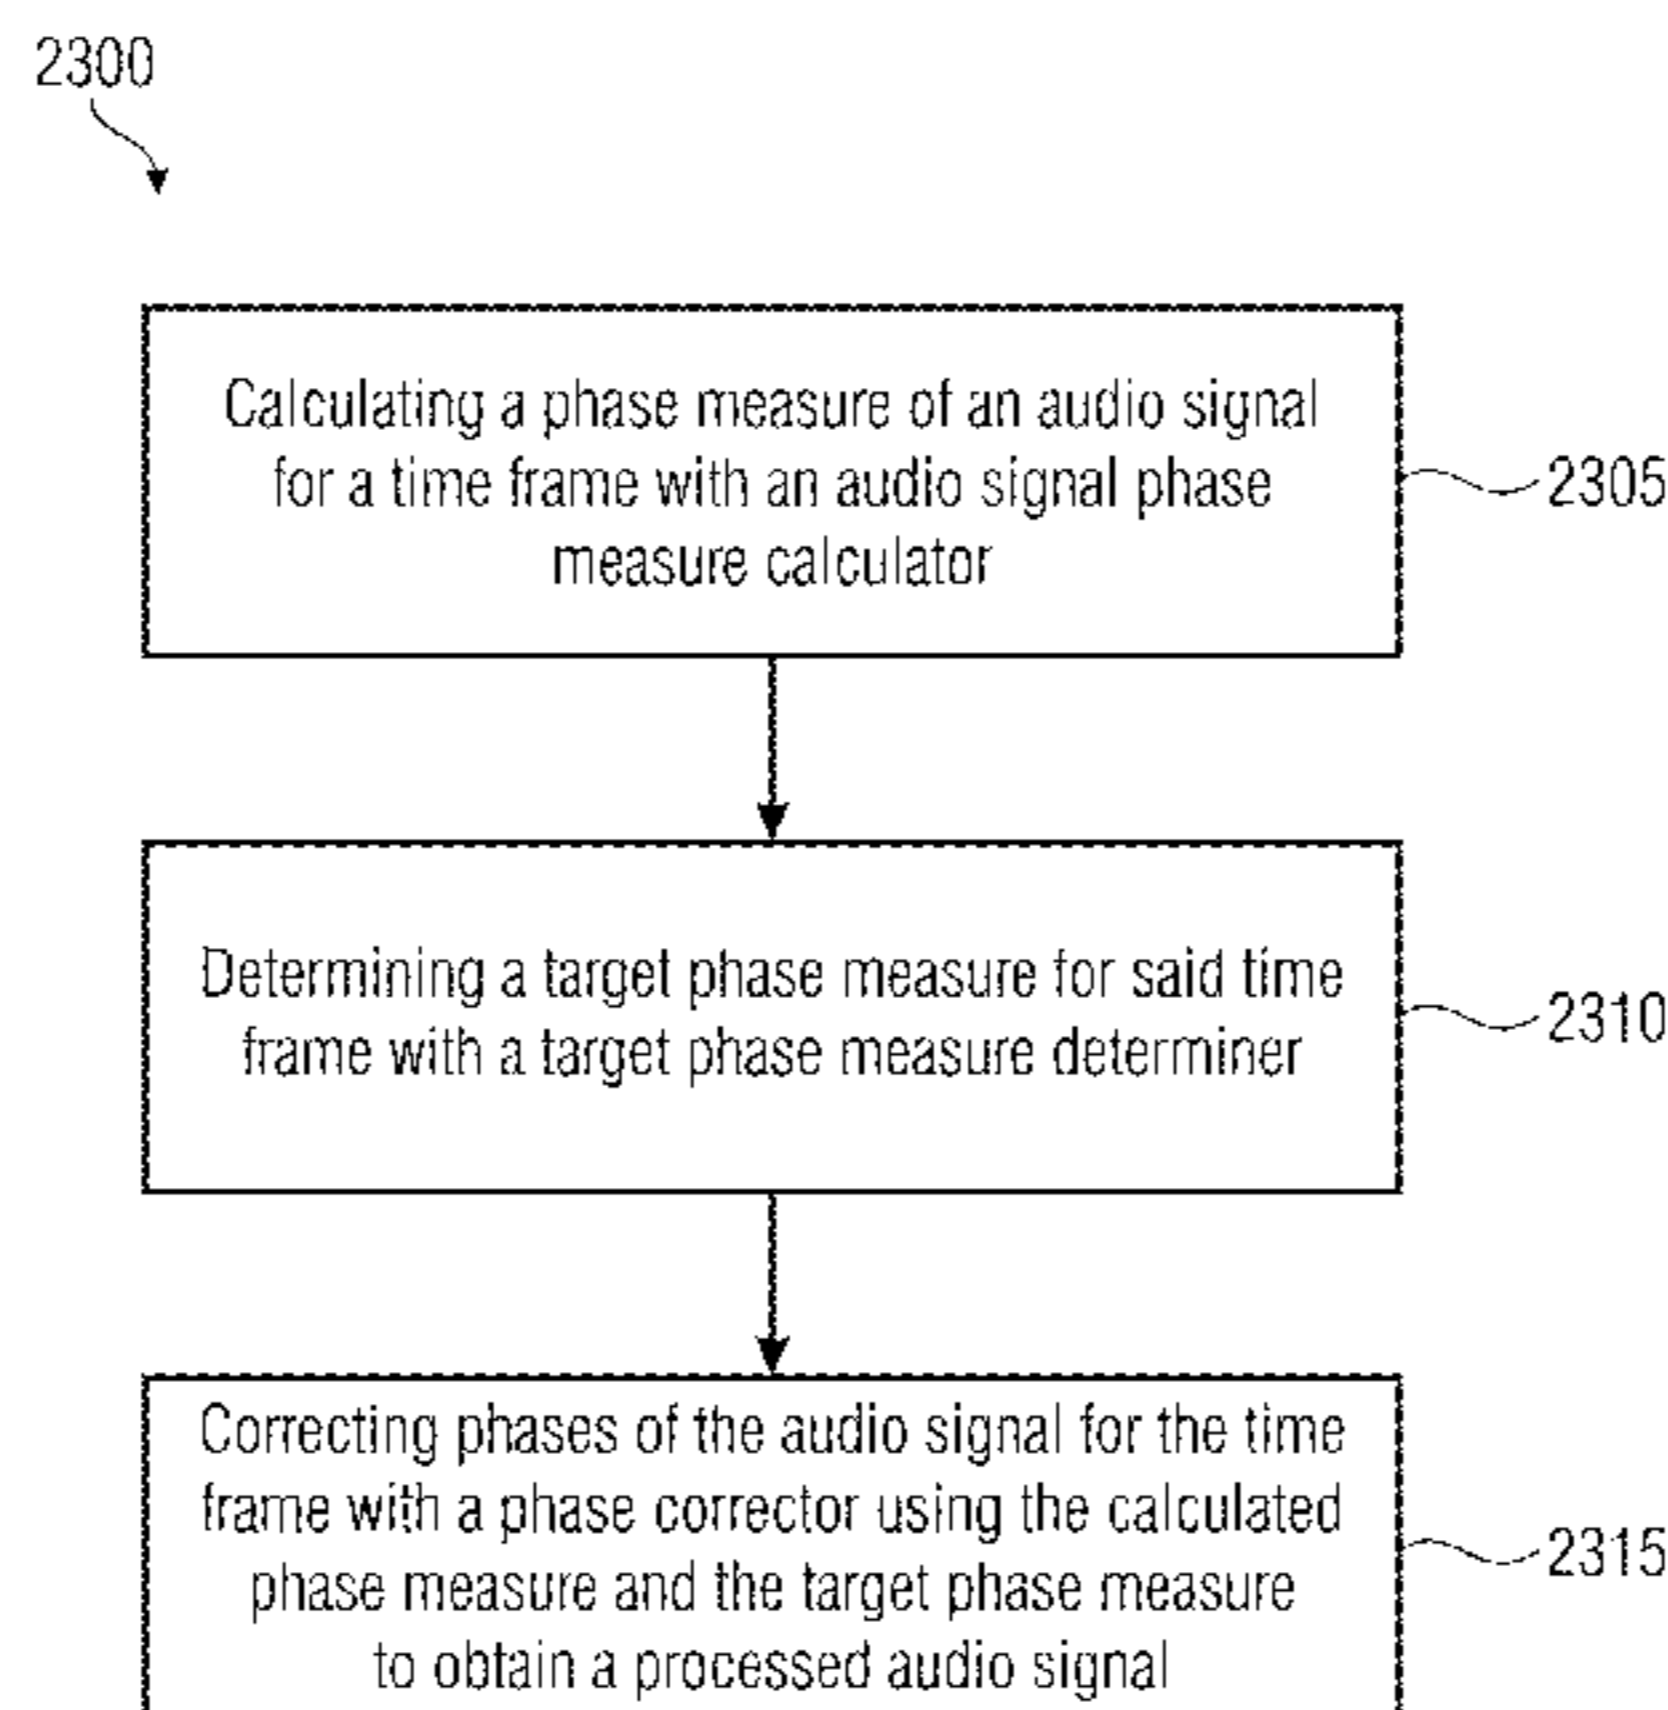 2300
Calculating a phase measure of an audio signal
for a time frame with an audio signal phase
measure calculator
2305
Determining a target phase measure for said time
frame with a target phase measure determiner
2310
Correcting phases of the audio signal for the time
frame with a phase corrector using the calculated
phase measure and the target phase measure
to obtain a processed audio signal
2315